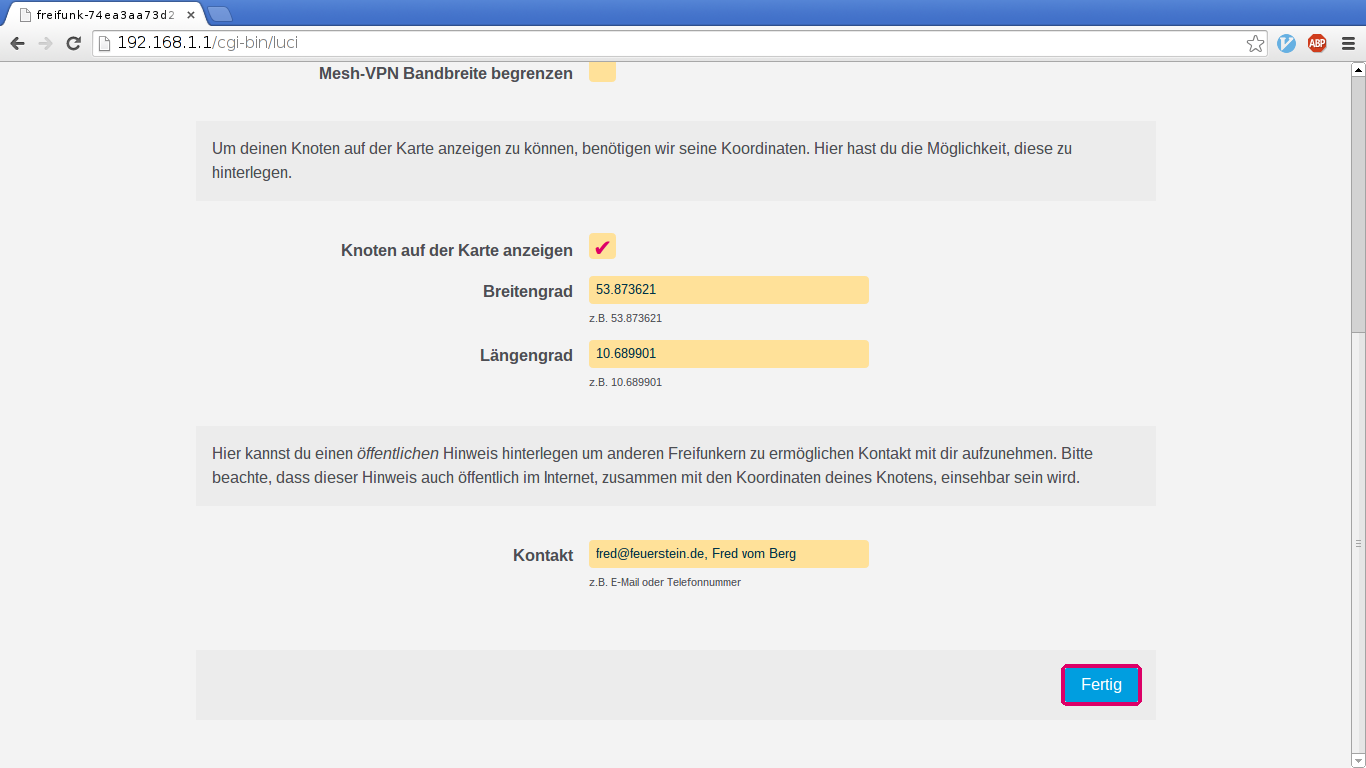 freifunk-74ea3aa73d2
192.168.1.1/cgi-bin/luci
ABP
Mesh-VPN Bandbreite begrenzen
Um deinen Knoten auf der Karte anzeigen zu können, benötigen wir seine Koordinaten. Hier hast du die Möglichkeit, diese zu
hinterlegen.
Knoten auf der Karte anzeigen
Breitengrad 53.873621
z.B. 53.873621
Längengrad 10.689901
z.B. 10.689901
Hier kannst du einen öffentlichen Hinweis hinterlegen um anderen Freifunkern zu ermöglichen Kontakt mit dir aufzunehmen. Bitte
beachte, dass dieser Hinweis auch öffentlich im Internet, zusammen mit den Koordinaten deines Knotens, einsehbar sein wird.
Kontakt fred@feuerstein.de, Fred vom Berg
z.B. E-Mail oder Telefonnummer
Fertig